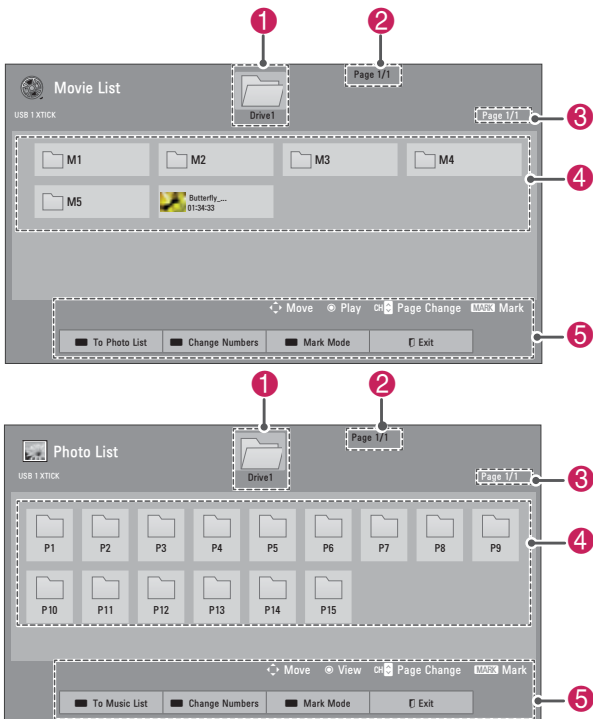 1
2
Page 1/1
Movie List
USB 1 XTICK
Drive1
Page 1/1
3
M1
M2
M3
M4
4
M5
Butterfly_...
01:34:33
Move
Play
CH
Page Change
MARK
Mark
To Photo List
Change Numbers
Mark Mode
Exit
5
1
2
Page 1/1
Photo List
USB 1 XTICK
Drive1
Page 1/1
3
P1
P2
P3
P4
P5
P6
P7
P8
P9
4
P10
P11
P12
P13
P14
P15
Move
View
CH
Page Change
MARK
Mark
To Music List
Change Numbers
Mark Mode
Exit
5